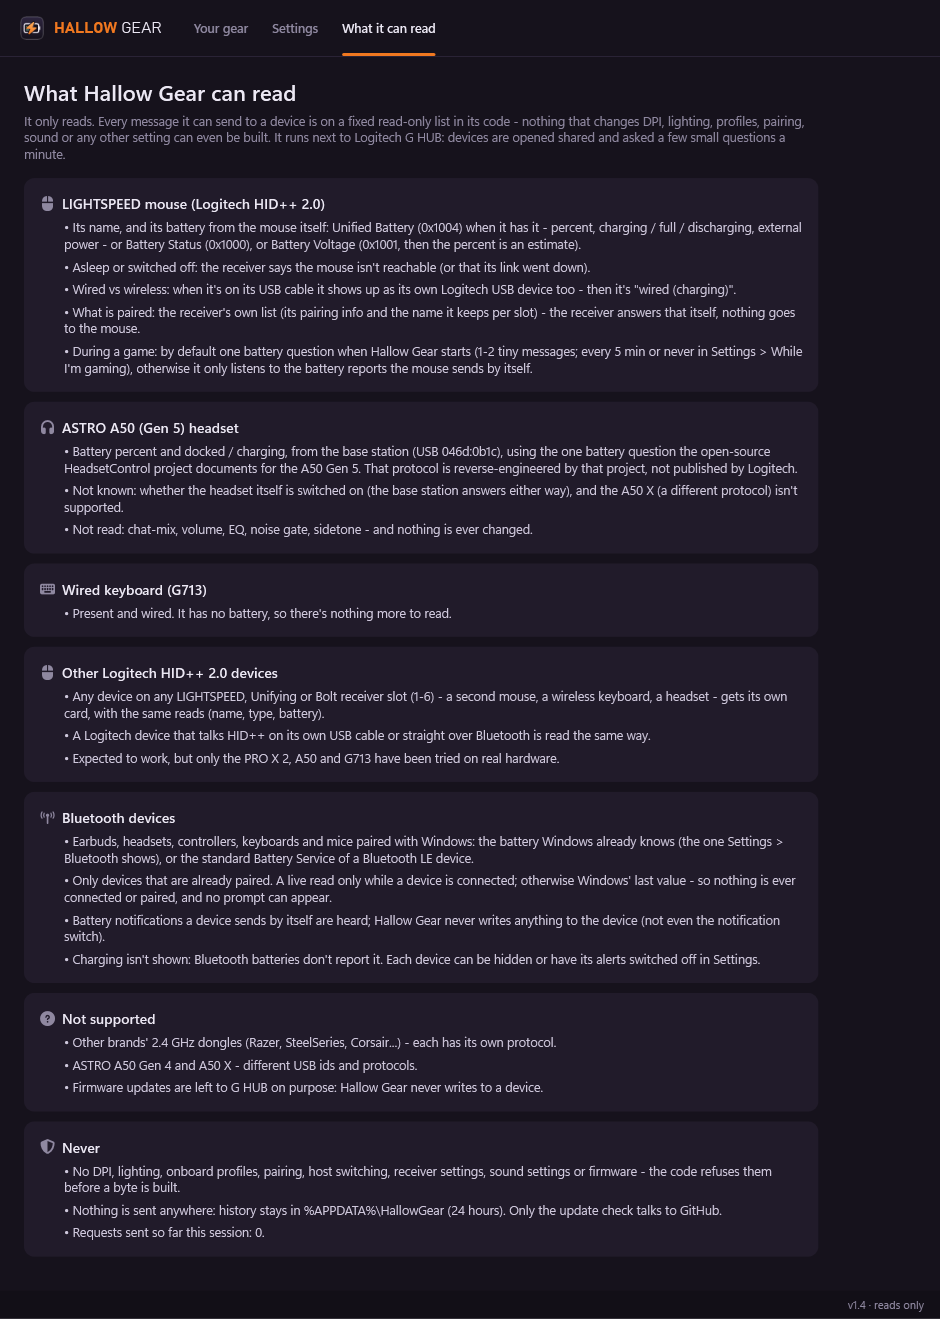 HALLOW GEAR
Your gear
Settings
What it can read
What Hallow Gear can read
It only reads. Every message it can send to a device is on a fixed read-only list in its code - nothing that changes DPI, lighting, profiles, pairing,
sound or any other setting can even be built. It runs next to Logitech G HUB: devices are opened shared and asked a few small questions a
minute.
LIGHTSPEED mouse (Logitech HID++ 2.0)
• Its name, and its battery from the mouse itself: Unified Battery (0x1004) when it has it - percent, charging / full / discharging, external
power - or Battery Status (0x1000), or Battery Voltage (0x1001, then the percent is an estimate).
• Asleep or switched off: the receiver says the mouse isn't reachable (or that its link went down).
• Wired vs wireless: when it's on its USB cable it shows up as its own Logitech USB device too - then it's "wired (charging)".
• What is paired: the receiver's own list (its pairing info and the name it keeps per slot) - the receiver answers that itself, nothing goes
to the mouse.
• During a game: by default one battery question when Hallow Gear starts (1-2 tiny messages; every 5 min or never in Settings > While
I'm gaming), otherwise it only listens to the battery reports the mouse sends by itself.
ASTRO A50 (Gen 5) headset
• Battery percent and docked / charging, from the base station (USB 046d:0b1c), using the one battery question the open-source
HeadsetControl project documents for the A50 Gen 5. That protocol is reverse-engineered by that project, not published by Logitech.
• Not known: whether the headset itself is switched on (the base station answers either way), and the A50 X (a different protocol) isn't
supported.
• Not read: chat-mix, volume, EQ, noise gate, sidetone - and nothing is ever changed.
Wired keyboard (G713)
• Present and wired. It has no battery, so there's nothing more to read.
Other Logitech HID++ 2.0 devices
• Any device on any LIGHTSPEED, Unifying or Bolt receiver slot (1-6) - a second mouse, a wireless keyboard, a headset - gets its own
card, with the same reads (name, type, battery).
• A Logitech device that talks HID++ on its own USB cable or straight over Bluetooth is read the same way.
• Expected to work, but only the PRO X 2, A50 and G713 have been tried on real hardware.
Bluetooth devices
• Earbuds, headsets, controllers, keyboards and mice paired with Windows: the battery Windows already knows (the one Settings >
Bluetooth shows), or the standard Battery Service of a Bluetooth LE device.
• Only devices that are already paired. A live read only while a device is connected; otherwise Windows' last value - so nothing is ever
connected or paired, and no prompt can appear.
• Battery notifications a device sends by itself are heard; Hallow Gear never writes anything to the device (not even the notification
switch).
• Charging isn't shown: Bluetooth batteries don't report it. Each device can be hidden or have its alerts switched off in Settings.
Not supported
• Other brands' 2.4 GHz dongles (Razer, SteelSeries, Corsair...) - each has its own protocol.
• ASTRO A50 Gen 4 and A50 X - different USB ids and protocols.
• Firmware updates are left to G HUB on purpose: Hallow Gear never writes to a device.
Never
• No DPI, lighting, onboard profiles, pairing, host switching, receiver settings, sound settings or firmware - the code refuses them
before a byte is built.
• Nothing is sent anywhere: history stays in %APPDATA%\HallowGear (24 hours). Only the update check talks to GitHub.
• Requests sent so far this session: 0.
v1.4 · reads only